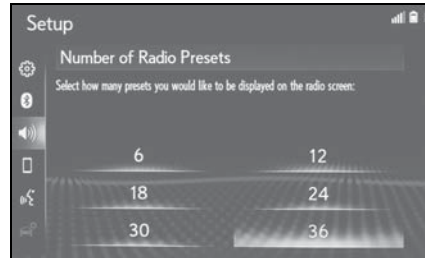 Setup
Number of Radio Presets
Select how many presets you would like to be displayed on the radio screen:
6 12
18 24
30 36